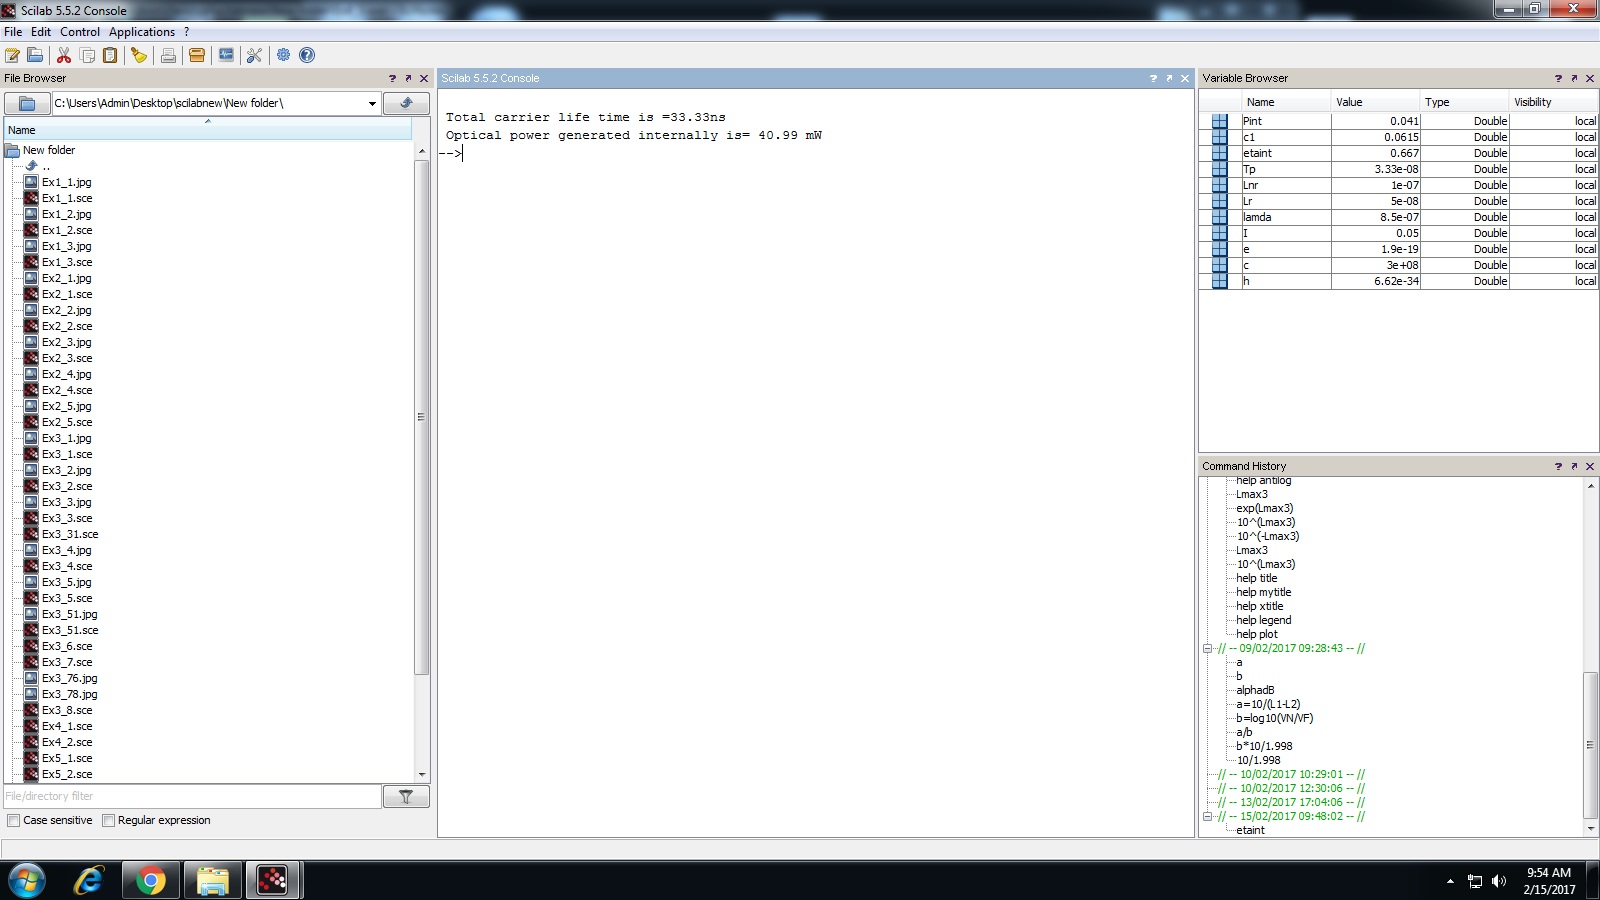 Scilab 5.5.2 Console
File Edit Control Applications ?
File Browser
C:\Users\Admin\Desktop\scilabnew\New folder\
Name
New folder
..
Ex1_1.jpg
Ex1_1.sce
Ex1_2.jpg
Ex1_2.sce
Ex1_3.jpg
Ex1_3.sce
Ex2_1.jpg
Ex2_1.sce
Ex2_2.jpg
Ex2_2.sce
Ex2_3.jpg
Ex2_3.sce
Ex2_4.jpg
Ex2_4.sce
Ex2_5.jpg
Ex2_5.sce
Ex3_1.jpg
Ex3_1.sce
Ex3_2.jpg
Ex3_2.sce
Ex3_3.jpg
Ex3_3.sce
Ex3_31.sce
Ex3_4.jpg
Ex3_4.sce
Ex3_5.jpg
Ex3_5.sce
Ex3_51.jpg
Ex3_51.sce
Ex3_6.sce
Ex3_7.sce
Ex3_76.jpg
Ex3_78.jpg
Ex3_8.sce
Ex4_1.sce
Ex4_2.sce
Ex5_1.sce
Ex5_2.sce
File/directory filter
Case sensitive Regular expression
Scilab 5.5.2 Console
Total carrier life time is =33.33ns
Optical power generated internally is= 40.99 mW
-->
Variable Browser
Name Value Type Visibility
Pint 0.041 Double local
c1 0.0615 Double local
etaint 0.667 Double local
Tp 3.33e-08 Double local
Lnr 1e-07 Double local
Lr 5e-08 Double local
lamda 8.5e-07 Double local
I 0.05 Double local
e 1.9e-19 Double local
c 3e+08 Double local
h 6.62e-34 Double local
Command History
help antilog
Lmax3
exp(Lmax3)
10^(Lmax3)
10^(-Lmax3)
Lmax3
10^(Lmax3)
help title
help mytitle
help xtitle
help legend
help plot
// -- 09/02/2017 09:28:43 -- //
a
b
alphadB
a=10/(L1-L2)
b=log10(VN/VF)
a/b
b*10/1.998
10/1.998
// -- 10/02/2017 10:29:01 -- //
// -- 10/02/2017 12:30:06 -- //
// -- 13/02/2017 17:04:06 -- //
// -- 15/02/2017 09:48:02 -- //
etaint
9:54 AM
2/15/2017